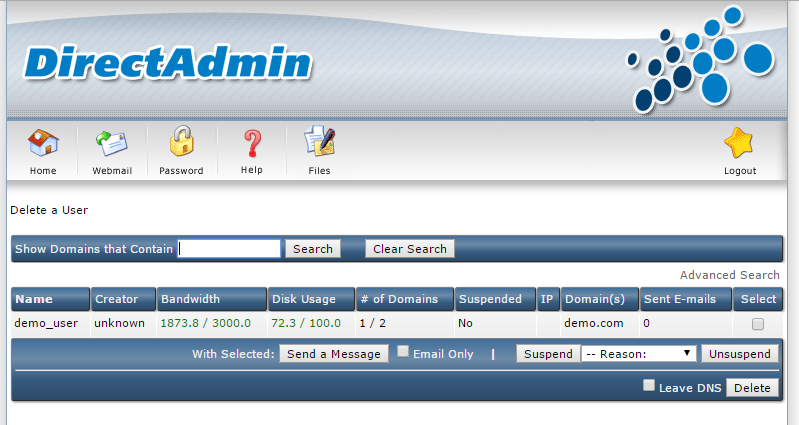 DirectAdmin
Home Webmail Password Help Files Logout
Delete a User
Show Domains that Contain Search Clear Search
Advanced Search
Name Creator Bandwidth Disk Usage # of Domains Suspended IP Domain(s) Sent E-mails Select
demo_user unknown 1873.8 / 3000.0 72.3 / 100.0 1 / 2 No demo.com 0
With Selected: Send a Message Email Only | Suspend -- Reason: Unsuspend
Leave DNS Delete